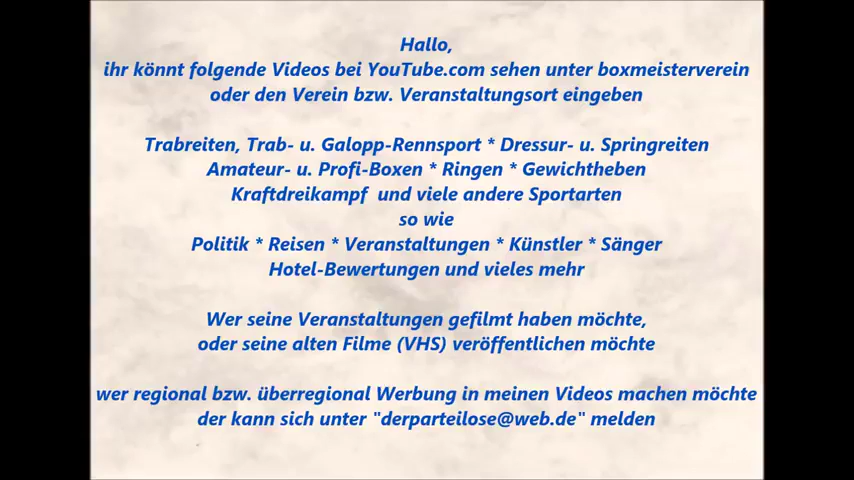 Hallo,
ihr könnt folgende Videos bei YouTube.com sehen unter boxmeisterverein
oder den Verein bzw. Veranstaltungsort eingeben
Trabreiten, Trab- u. Galopp-Rennsport * Dressur- u. Springreiten
Amateur- u. Profi-Boxen * Ringen * Gewichtheben
Kraftdreikampf und viele andere Sportarten
so wie
Politik * Reisen * Veranstaltungen * Künstler * Sänger
Hotel-Bewertungen und vieles mehr
Wer seine Veranstaltungen gefilmt haben möchte,
oder seine alten Filme (VHS) veröffentlichen möchte
wer regional bzw. überregional Werbung in meinen Videos machen möchte
der kann sich unter "derparteilose@web.de" melden